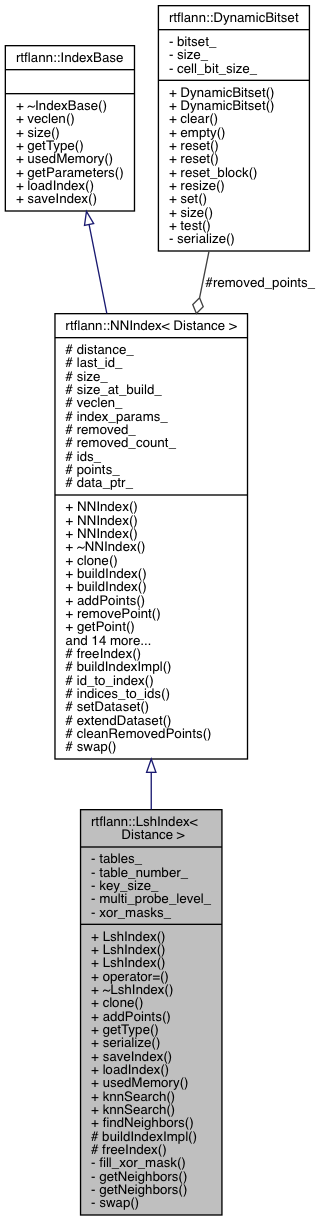 rtflann::DynamicBitset
- bitset_
- size_
- cell_bit_size_
+ DynamicBitset()
+ DynamicBitset()
+ clear()
+ empty()
+ reset()
+ reset()
+ reset_block()
+ resize()
+ set()
+ size()
+ test()
- serialize()
rtflann::IndexBase
+ ~IndexBase()
+ veclen()
+ size()
+ getType()
+ usedMemory()
+ getParameters()
+ loadIndex()
+ saveIndex()
#removed_points_
rtflann::NNIndex< Distance >
# distance_
# last_id_
# size_
# size_at_build_
# veclen_
# index_params_
# removed_
# removed_count_
# ids_
# points_
# data_ptr_
+ NNIndex()
+ NNIndex()
+ NNIndex()
+ ~NNIndex()
+ clone()
+ buildIndex()
+ buildIndex()
+ addPoints()
+ removePoint()
+ getPoint()
and 14 more...
# freeIndex()
# buildIndexImpl()
# id_to_index()
# indices_to_ids()
# setDataset()
# extendDataset()
# cleanRemovedPoints()
# swap()
rtflann::LshIndex<
Distance >
- tables_
- table_number_
- key_size_
- multi_probe_level_
- xor_masks_
+ LshIndex()
+ LshIndex()
+ LshIndex()
+ operator=()
+ ~LshIndex()
+ clone()
+ addPoints()
+ getType()
+ serialize()
+ saveIndex()
+ loadIndex()
+ usedMemory()
+ knnSearch()
+ knnSearch()
+ findNeighbors()
# buildIndexImpl()
# freeIndex()
- fill_xor_mask()
- getNeighbors()
- getNeighbors()
- swap()